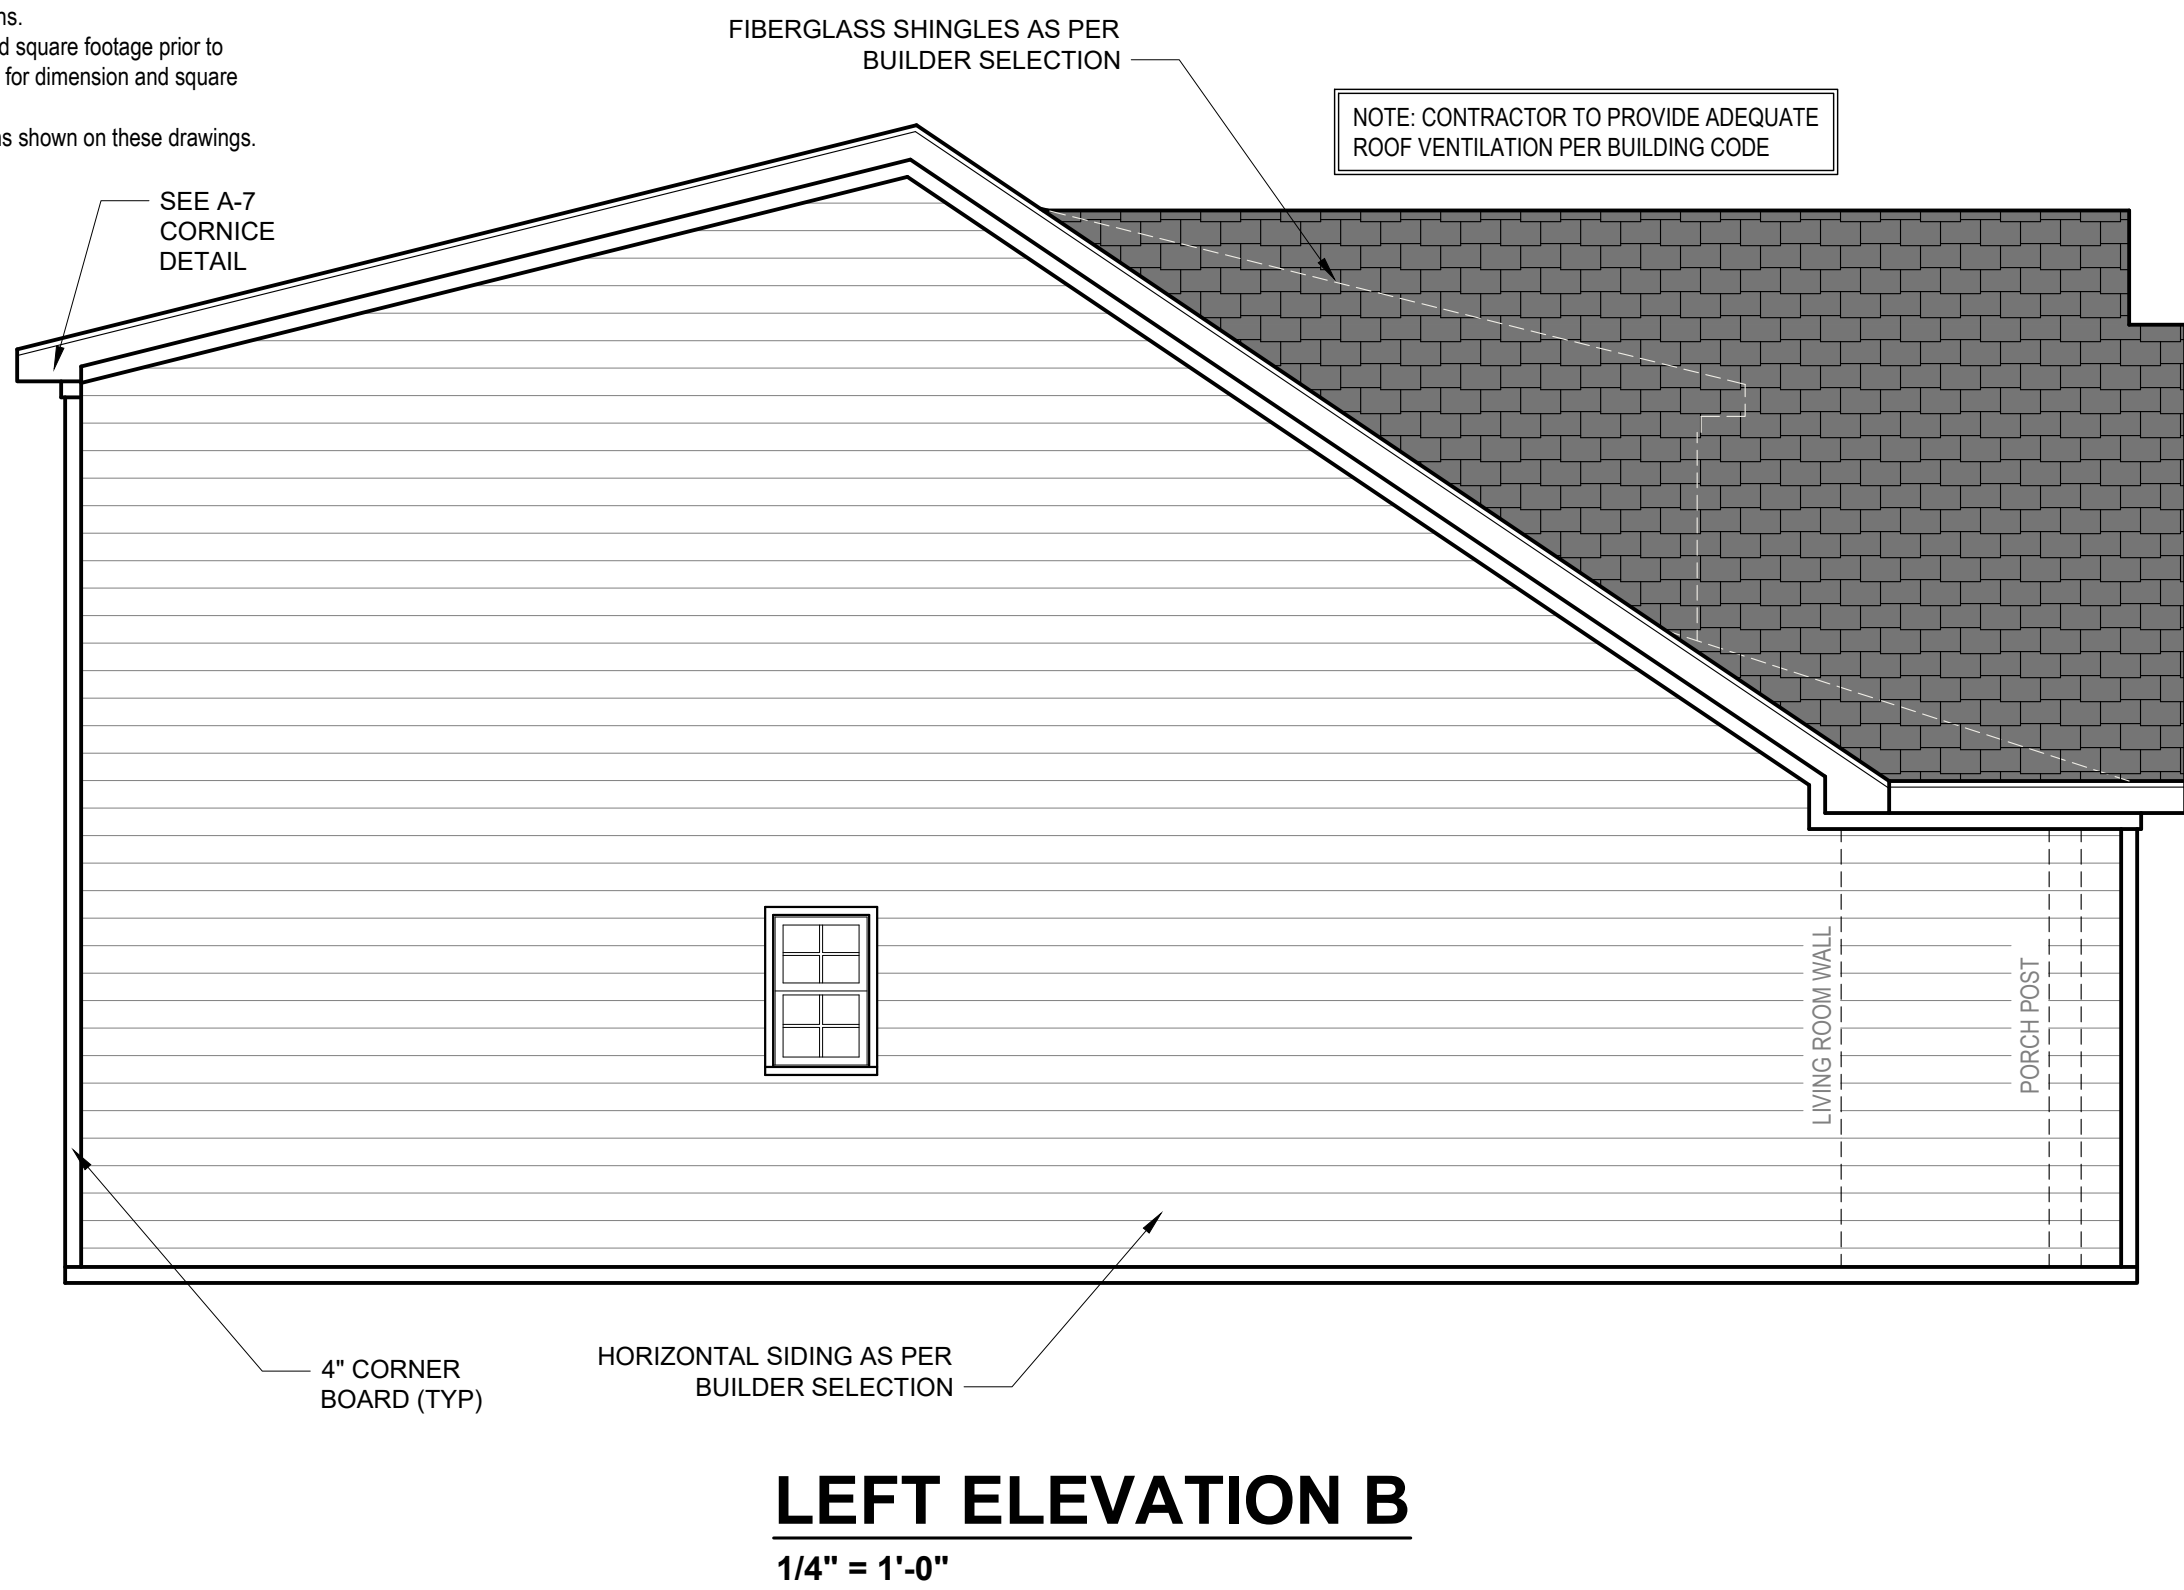 ns.
d square footage prior to
for dimension and square
ns shown on these drawings.
FIBERGLASS SHINGLES AS PER
BUILDER SELECTION
NOTE: CONTRACTOR TO PROVIDE ADEQUATE
ROOF VENTILATION PER BUILDING CODE
SEE A-7
CORNICE
DETAIL
LIVING ROOM WALL
PORCH POST
4" CORNER
BOARD (TYP)
HORIZONTAL SIDING AS PER
BUILDER SELECTION
LEFT ELEVATION B
1/4" = 1'-0"